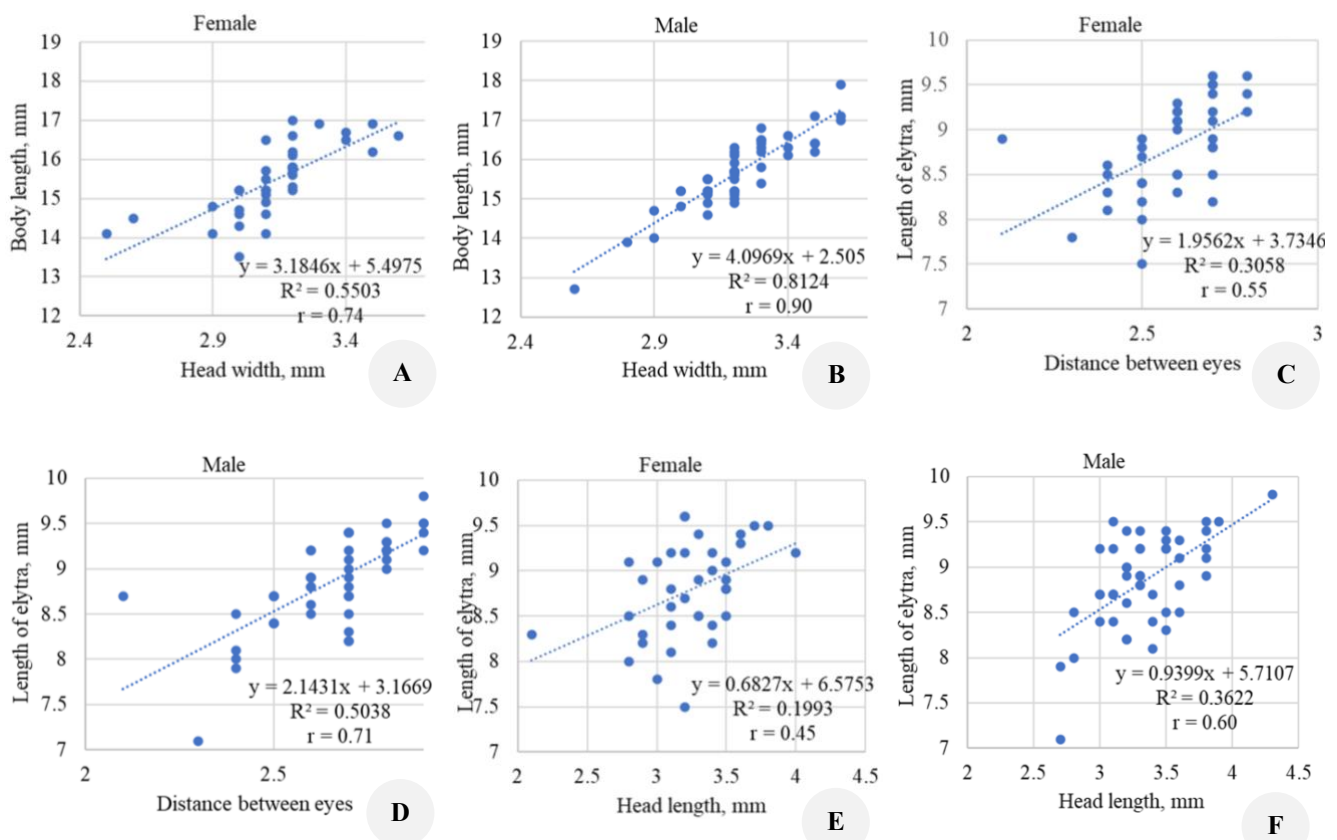 Female
19
18
17
16
15
14
13
12
2.4
2.9
3.4
Body length, mm
Head width, mm
y = 3.1846x + 5.4975
R² = 0.5503
r = 0.74
A
Male
19
18
17
16
15
14
13
12
2.4
2.9
3.4
Body length, mm
Head width, mm
y = 4.0969x + 2.505
R² = 0.8124
r = 0.90
B
Female
10
9.5
9
8.5
8
7.5
7
2
2.5
3
Length of elytra, mm
Distance between eyes
y = 1.9562x + 3.7346
R² = 0.3058
r = 0.55
C
Male
10
9.5
9
8.5
8
7.5
7
2
2.5
Length of elytra, mm
Distance between eyes
y = 2.1431x + 3.1669
R² = 0.5038
r = 0.71
D
Female
10
9.5
9
8.5
8
7.5
7
2
2.5
3
3.5
4
4.5
Length of elytra, mm
Head length, mm
y = 0.6827x + 6.5753
R² = 0.1993
r = 0.45
E
Male
10
9.5
9
8.5
8
7.5
7
2
2.5
3
3.5
4
4.5
Length of elytra, mm
Head length, mm
y = 0.9399x + 5.7107
R² = 0.3622
r = 0.60
F